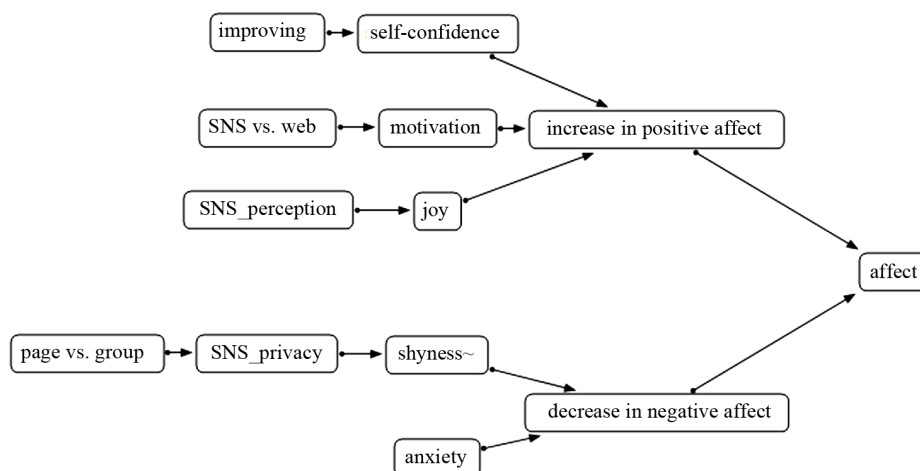 improving
self-confidence
SNS vs. web
motivation
increase in positive affect
SNS_perception
joy
affect
page vs. group
SNS_privacy
shyness~
decrease in negative affect
anxiety